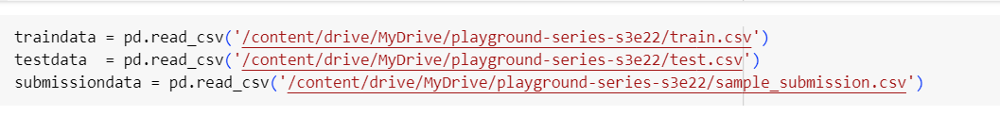 traindata = pd.read_csv('/content/drive/MyDrive/playground-series-s3e22/train.csv')
testdata  = pd.read_csv('/content/drive/MyDrive/playground-series-s3e22/test.csv')
submissiondata = pd.read_csv('/content/drive/MyDrive/playground-series-s3e22/sample_submission.csv')